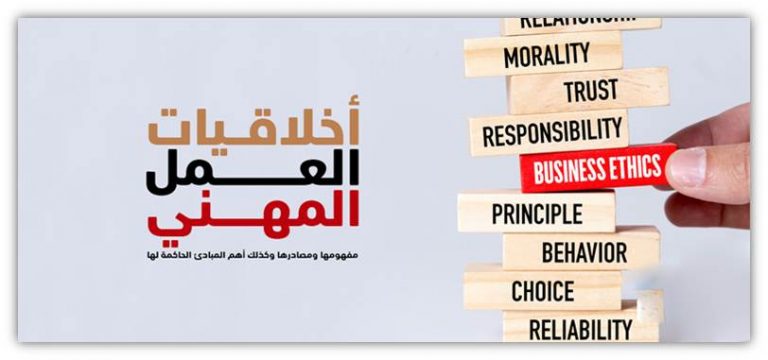 أخلاقيات
العمل
المهني
مفهومها ومصادرها وكذلك أهم المبادئ الحاكمة لها
RELATIONSHIP
MORALITY
TRUST
RESPONSIBILITY
BUSINESS ETHICS
PRINCIPLE
BEHAVIOR
CHOICE
RELIABILITY